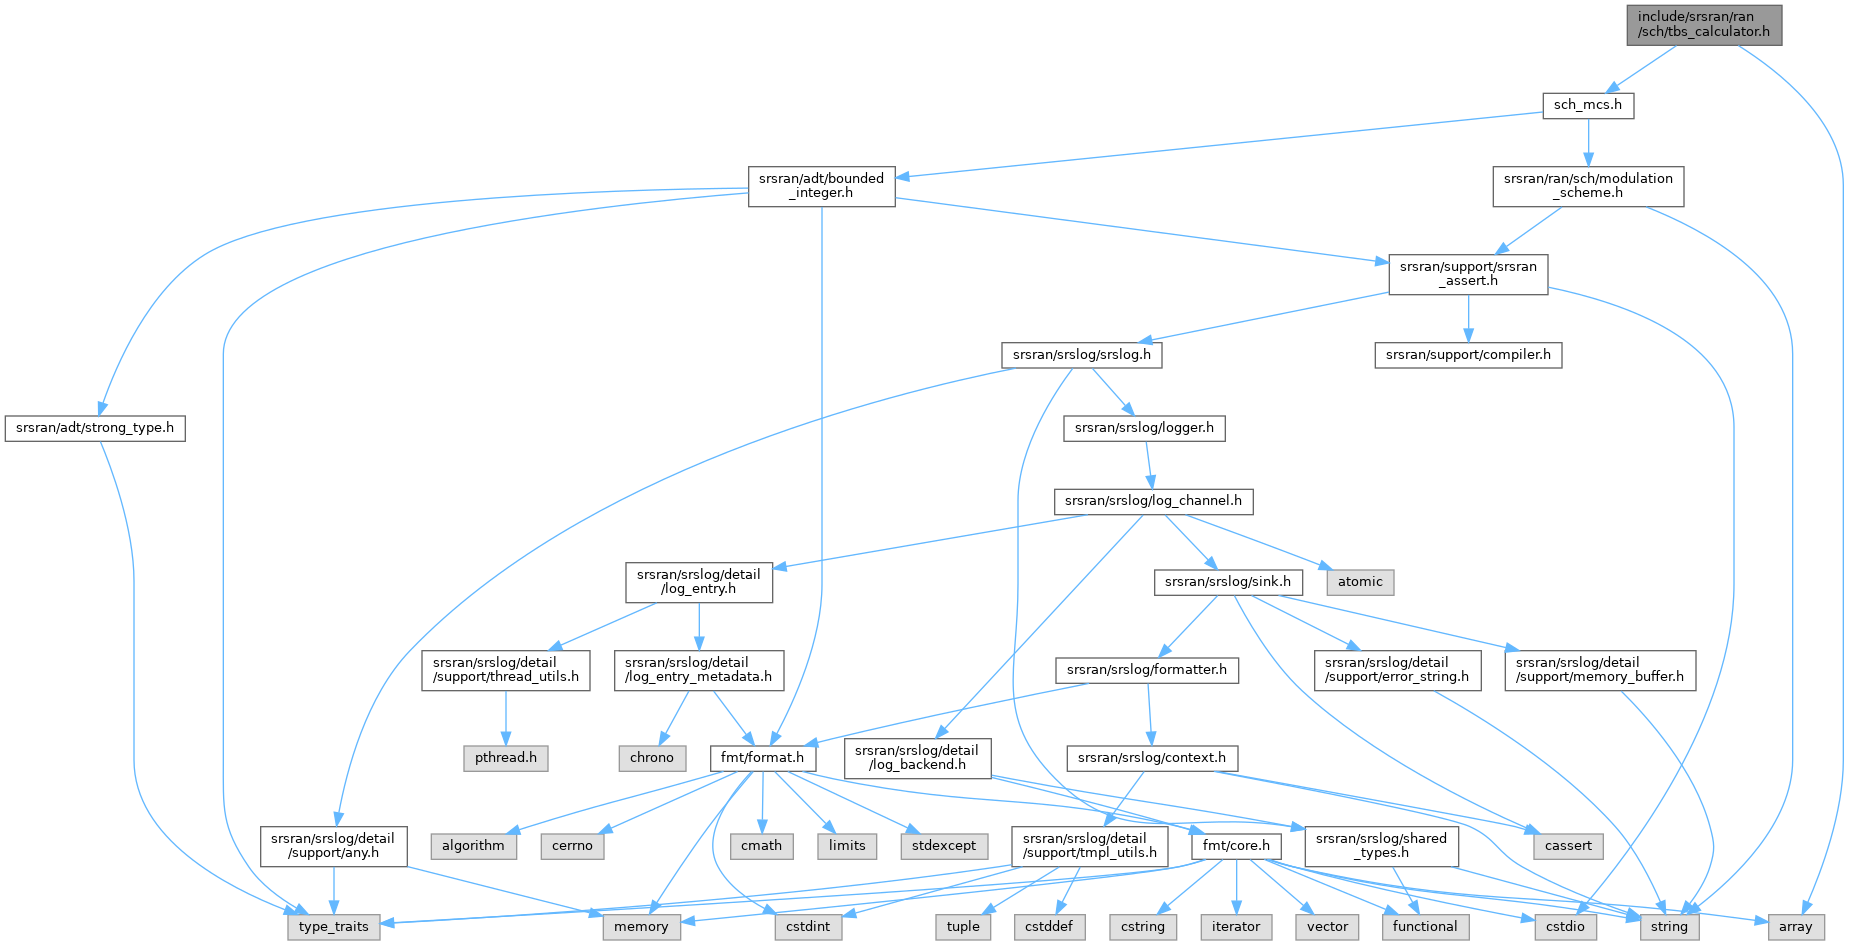 include/srsran/ran
/sch/tbs_calculator.h
sch_mcs.h
srsran/adt/bounded
_integer.h
srsran/ran/sch/modulation
_scheme.h
srsran/support/srsran
_assert.h
srsran/srslog/srslog.h
srsran/support/compiler.h
srsran/adt/strong_type.h
srsran/srslog/logger.h
srsran/srslog/log_channel.h
srsran/srslog/detail
/log_entry.h
srsran/srslog/sink.h
atomic
srsran/srslog/detail
/support/thread_utils.h
srsran/srslog/detail
/log_entry_metadata.h
srsran/srslog/formatter.h
srsran/srslog/detail
/support/error_string.h
srsran/srslog/detail
/support/memory_buffer.h
pthread.h
chrono
fmt/format.h
srsran/srslog/detail
/log_backend.h
srsran/srslog/context.h
srsran/srslog/detail
/support/any.h
algorithm
cerrno
cmath
limits
stdexcept
srsran/srslog/detail
/support/tmpl_utils.h
fmt/core.h
srsran/srslog/shared
_types.h
cassert
type_traits
memory
cstdint
tuple
cstddef
cstring
iterator
vector
functional
cstdio
string
array